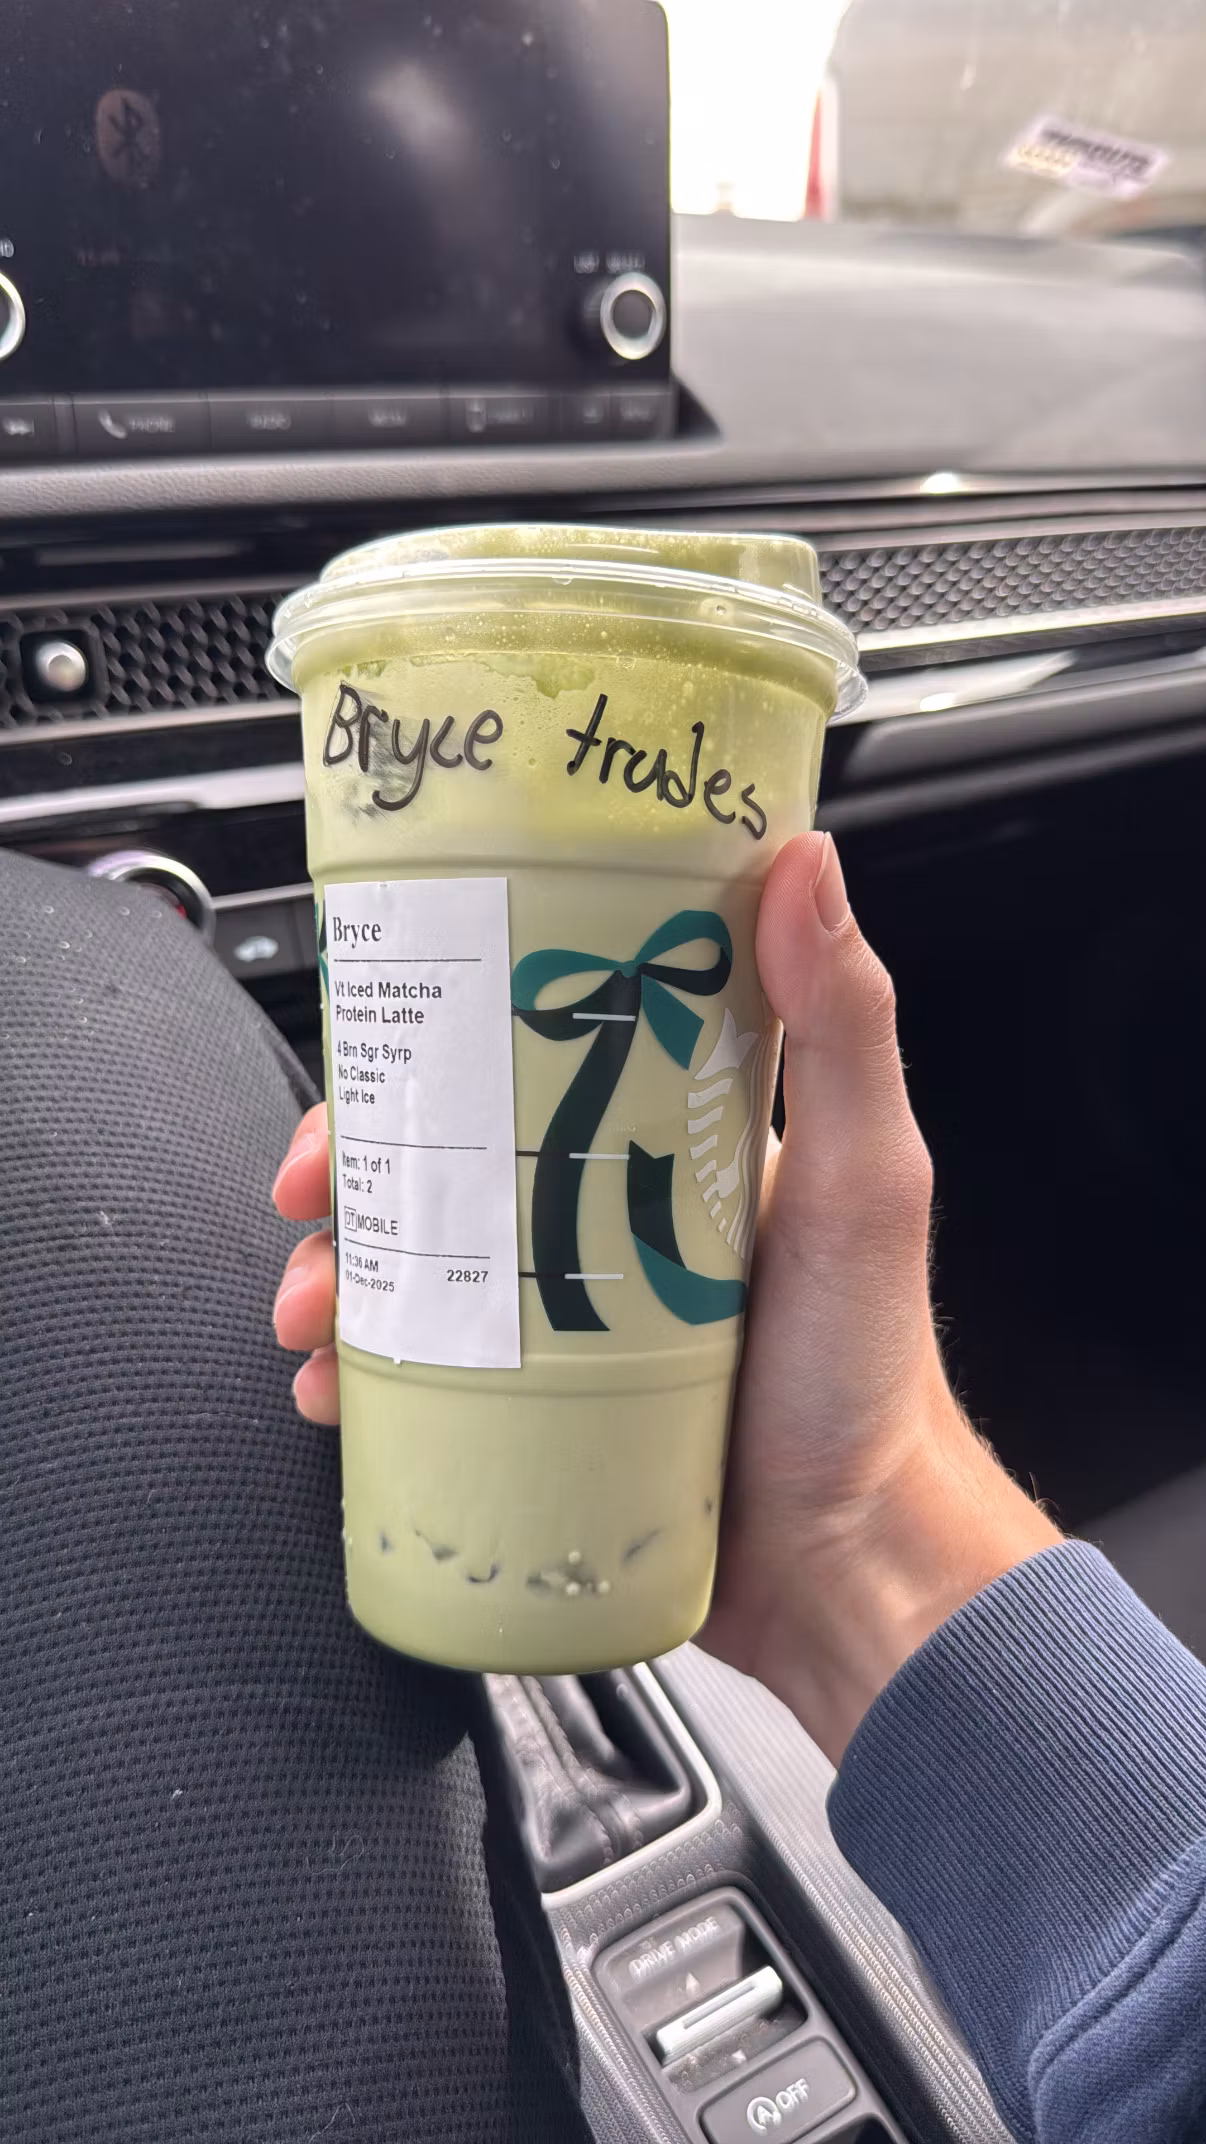 PHONE
Bryce trades
Bryce
Vt Iced Matcha
Protein Latte
4 Brn Sgr Syrp
No Classic
Light Ice
Item: 1 of 1
Total: 2
DT MOBILE
11:36 AM
01-Dec-2025 22827
DRIVE MODE
A OFF